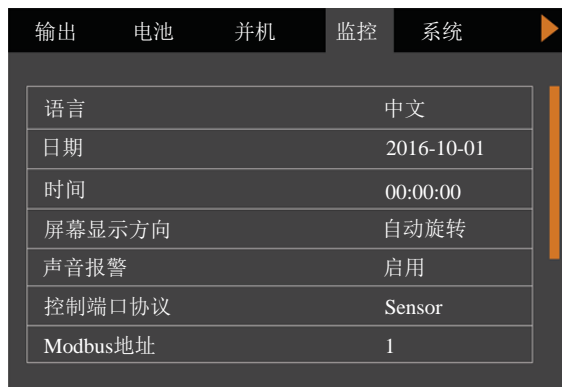 输出 电池 并机 监控 系统
语言 中文
日期 2016-10-01
时间 00:00:00
屏幕显示方向 自动旋转
声音报警 启用
控制端口协议 Sensor
Modbus地址 1